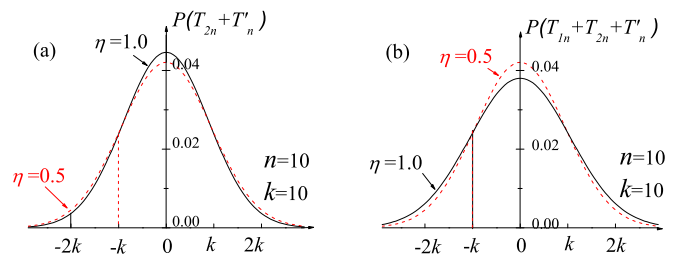 (a)
P(T₂ₙ+T'ₙ)
η=1.0
0.04
0.02
η=0.5
n=10
k=10
0.00
-2k -k 0 k 2k
(b)
P(T₁ₙ+T₂ₙ+T'ₙ)
η=0.5
0.04
0.02
η=1.0
n=10
k=10
0.00
-2k -k 0 k 2k